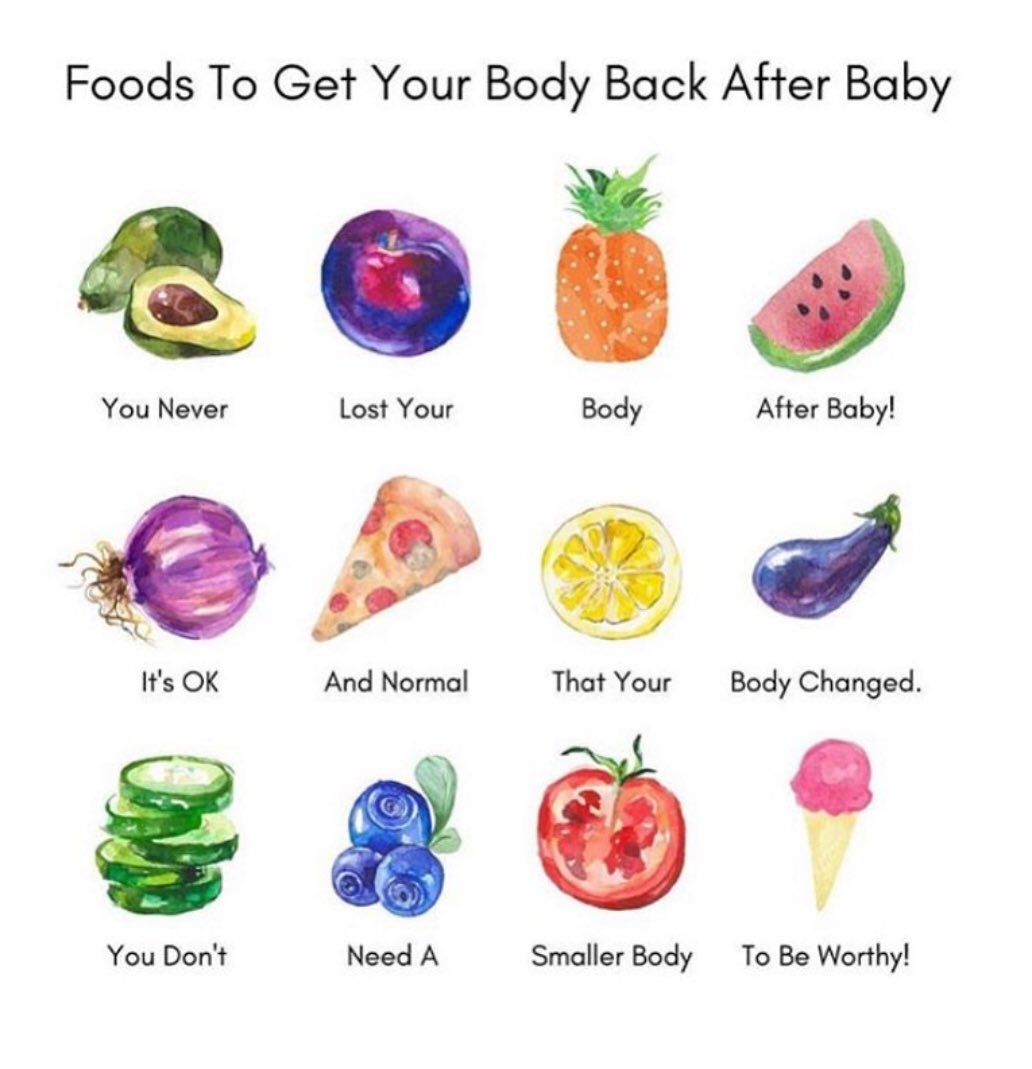 Foods To Get Your Body Back After Baby
You Never Lost Your Body After Baby!
It's OK And Normal That Your Body Changed.
You Don't Need A Smaller Body To Be Worthy!